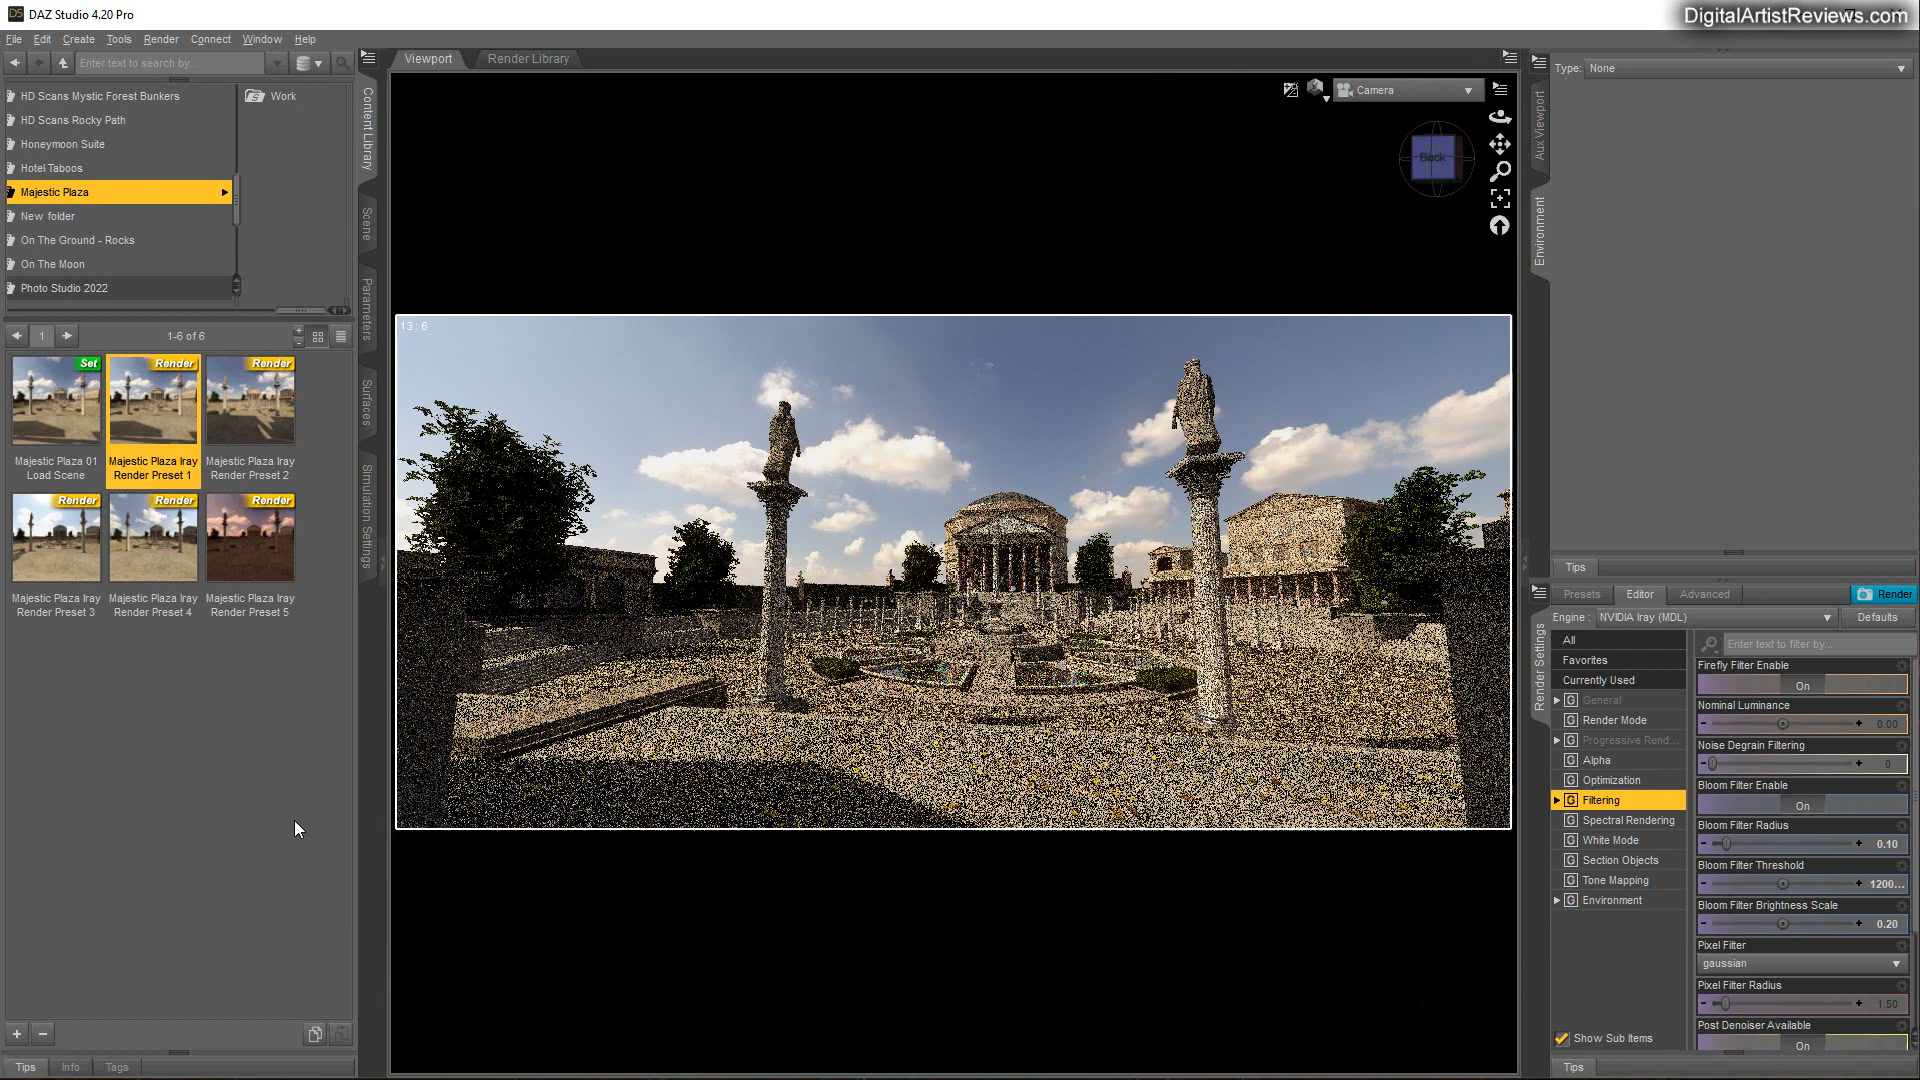 DAZ Studio 4.20 Pro
DigitalArtistReviews.com
File Edit Create Tools Render Connect Window Help
Enter text to search by...
HD Scans Mystic Forest Bunkers
HD Scans Rocky Path
Honeymoon Suite
Hotel Taboos
Majestic Plaza
New folder
On The Ground - Rocks
On The Moon
Photo Studio 2022
Work
1
1-6 of 6
Set
Render
Render
Majestic Plaza 01
Load Scene
Majestic Plaza Iray
Render Preset 1
Majestic Plaza Iray
Render Preset 2
Render
Render
Render
Majestic Plaza Iray
Render Preset 3
Majestic Plaza Iray
Render Preset 4
Majestic Plaza Iray
Render Preset 5
Tips Info Tags
Content Library
Scene
Parameters
Surfaces
Simulation Settings
Viewport Render Library
Camera
Back
13 : 6
Aux Viewport
Environment
Type: None
Tips
Render Settings
Presets Editor Advanced Render
Engine : NVIDIA Iray (MDL) Defaults
All
Favorites
Currently Used
General
Render Mode
Progressive Rend...
Alpha
Optimization
Filtering
Spectral Rendering
White Mode
Section Objects
Tone Mapping
Environment
Show Sub Items
Enter text to filter by...
Firefly Filter Enable
On
Nominal Luminance
0.00
Noise Degrain Filtering
0
Bloom Filter Enable
On
Bloom Filter Radius
0.10
Bloom Filter Threshold
1200...
Bloom Filter Brightness Scale
0.20
Pixel Filter
gaussian
Pixel Filter Radius
1.50
Post Denoiser Available
On
Tips